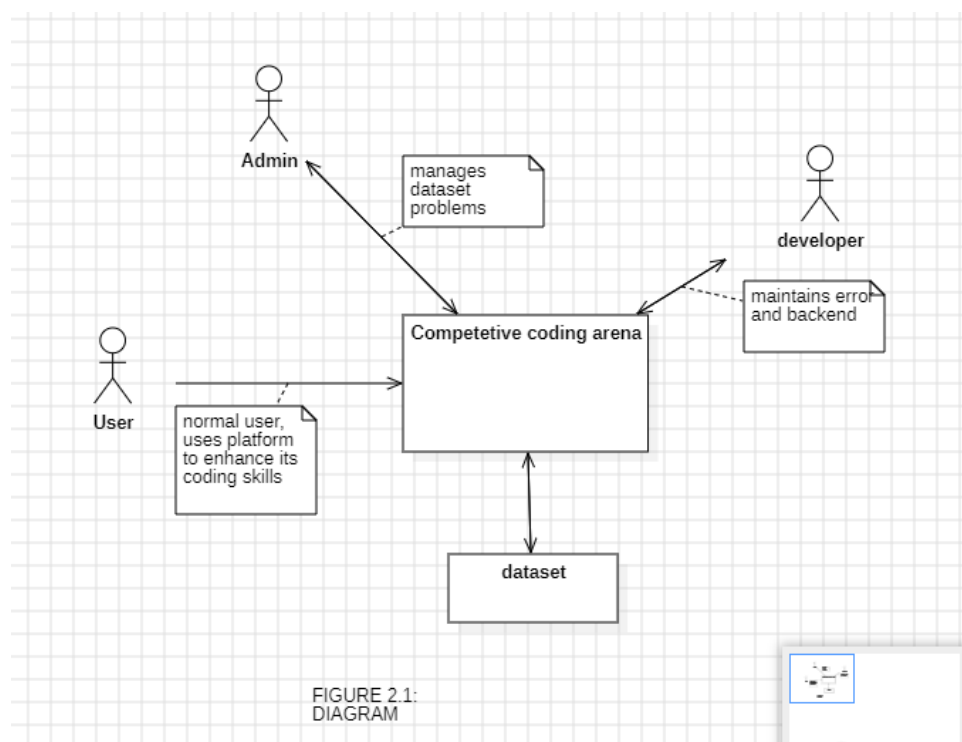 Admin
manages
dataset
problems
developer
maintains error
and backend
Competetive coding arena
User
normal user,
uses platform
to enhance its
coding skills
dataset
FIGURE 2.1:
DIAGRAM